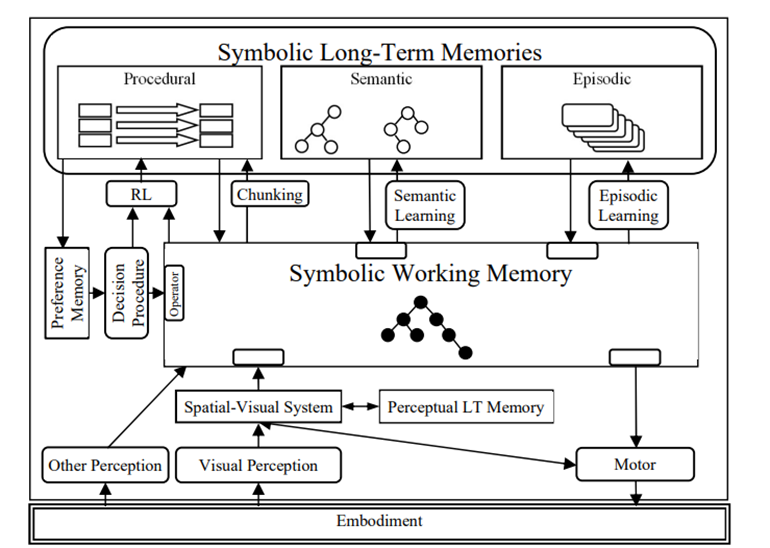 Symbolic Long-Term Memories
Procedural
Semantic
Episodic
RL
Chunking
Semantic
Learning
Episodic
Learning
Preference
Memory
Decision
Procedure
Operator
Symbolic Working Memory
Spatial-Visual System
Perceptual LT Memory
Other Perception
Visual Perception
Motor
Embodiment